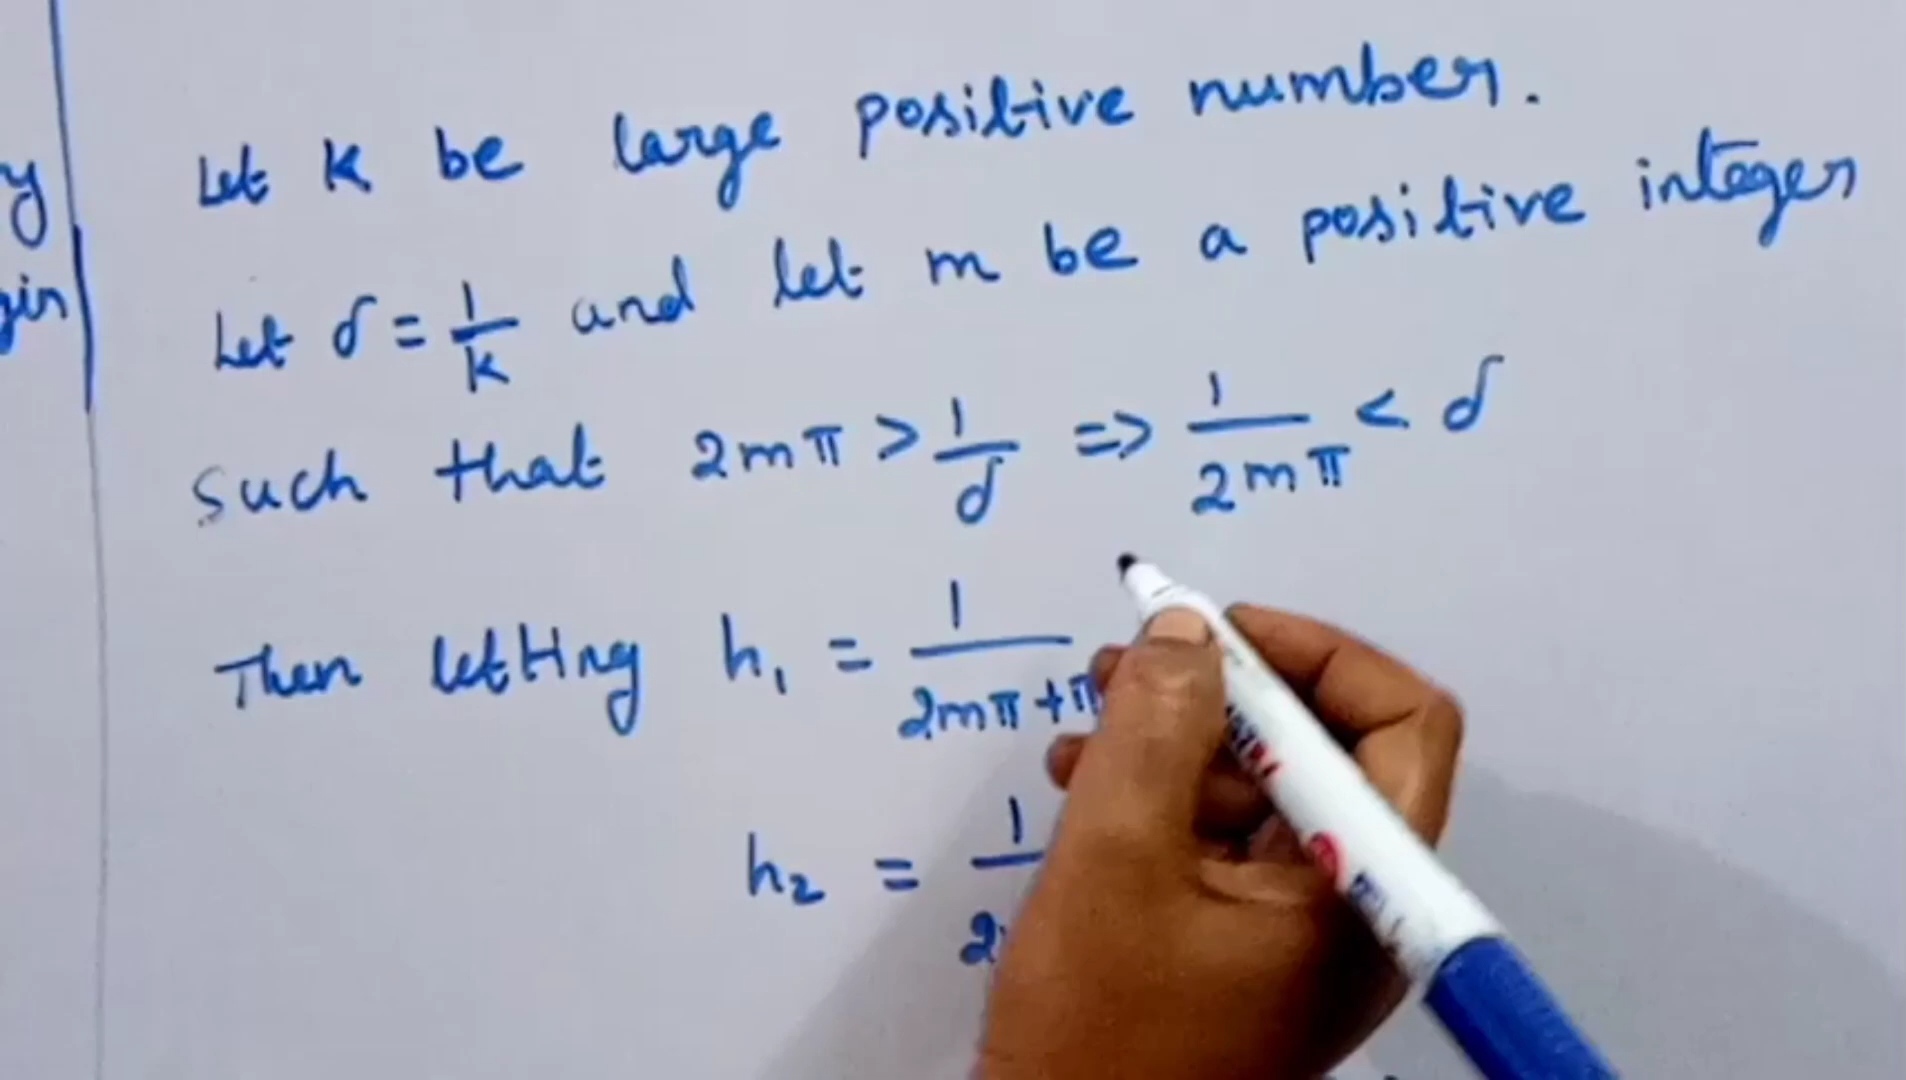 Let K be large positive number.
Let δ = 1/K and let m be a positive integer
such that 2mπ > 1/δ => 1/2mπ < δ
Then letting h₁ = 1/2mπ+π
h₂ = 1/2